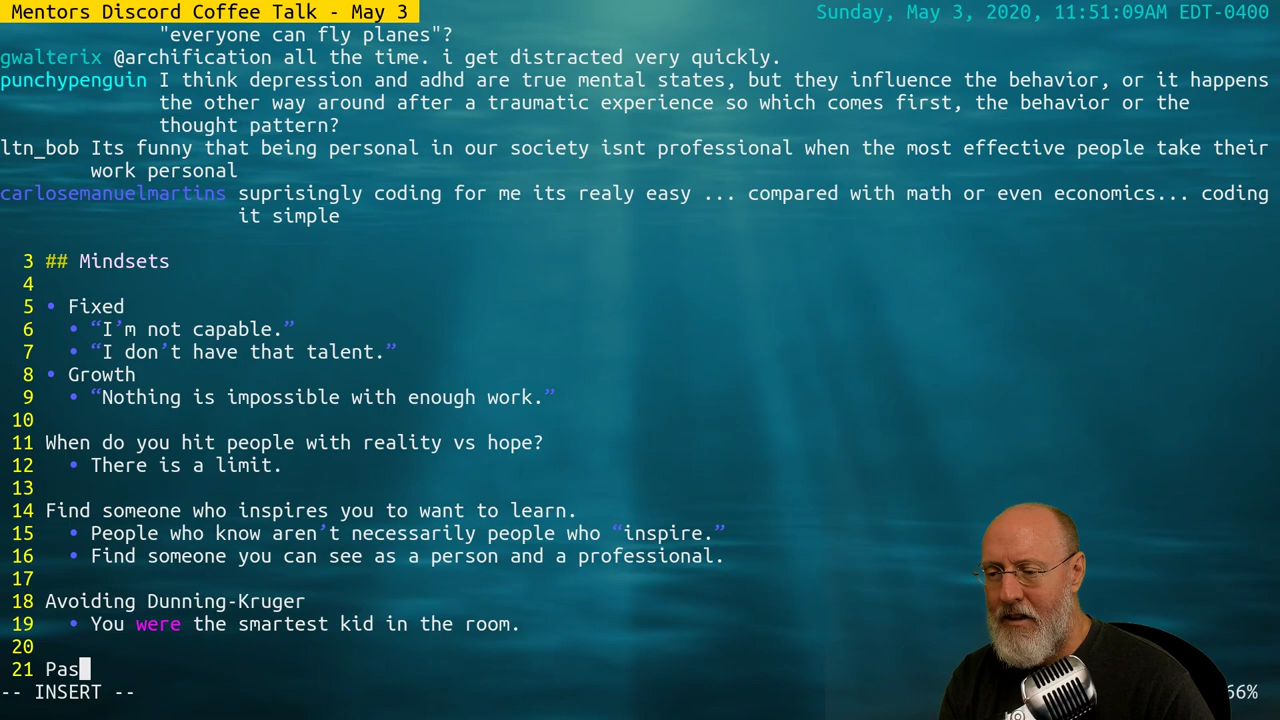 Mentors Discord Coffee Talk - May 3
Sunday, May 3, 2020, 11:51:09AM EDT-0400
"everyone can fly planes"?
gwalterix @archification all the time. i get distracted very quickly.
punchypenguin I think depression and adhd are true mental states, but they influence the behavior, or it happens
the other way around after a traumatic experience so which comes first, the behavior or the
thought pattern?
ltn_bob Its funny that being personal in our society isnt professional when the most effective people take their
work personal
carlosemanuelmartins suprisingly coding for me its realy easy ... compared with math or even economics... coding
it simple
3 ## Mindsets
4
5 • Fixed
6 • “I’m not capable.”
7 • “I don’t have that talent.”
8 • Growth
9 • “Nothing is impossible with enough work.”
10
11 When do you hit people with reality vs hope?
12 • There is a limit.
13
14 Find someone who inspires you to want to learn.
15 • People who know aren’t necessarily people who “inspire.”
16 • Find someone you can see as a person and a professional.
17
18 Avoiding Dunning-Kruger
19 • You were the smartest kid in the room.
20
21 Pas
-- INSERT --
66%